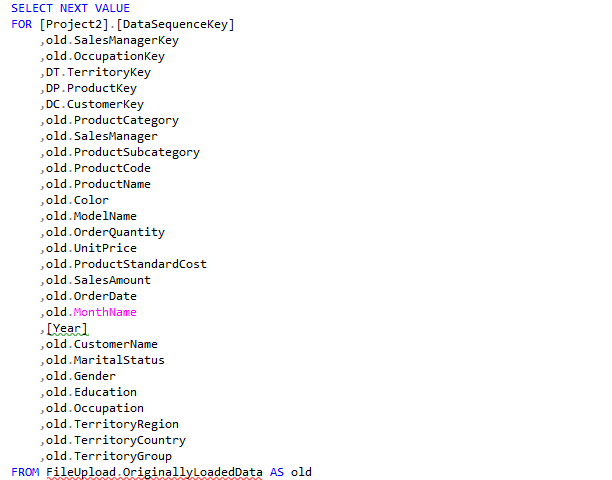 SELECT NEXT VALUE
FOR [Project2].[DataSequenceKey]
,old.SalesManagerKey
,old.OccupationKey
,DT.TerritoryKey
,DP.ProductKey
,DC.CustomerKey
,old.ProductCategory
,old.SalesManager
,old.ProductSubcategory
,old.ProductCode
,old.ProductName
,old.Color
,old.ModelName
,old.OrderQuantity
,old.UnitPrice
,old.ProductStandardCost
,old.SalesAmount
,old.OrderDate
,old.MonthName
,[Year]
,old.CustomerName
,old.MaritalStatus
,old.Gender
,old.Education
,old.Occupation
,old.TerritoryRegion
,old.TerritoryCountry
,old.TerritoryGroup
FROM FileUpload.OriginallyLoadedData AS old